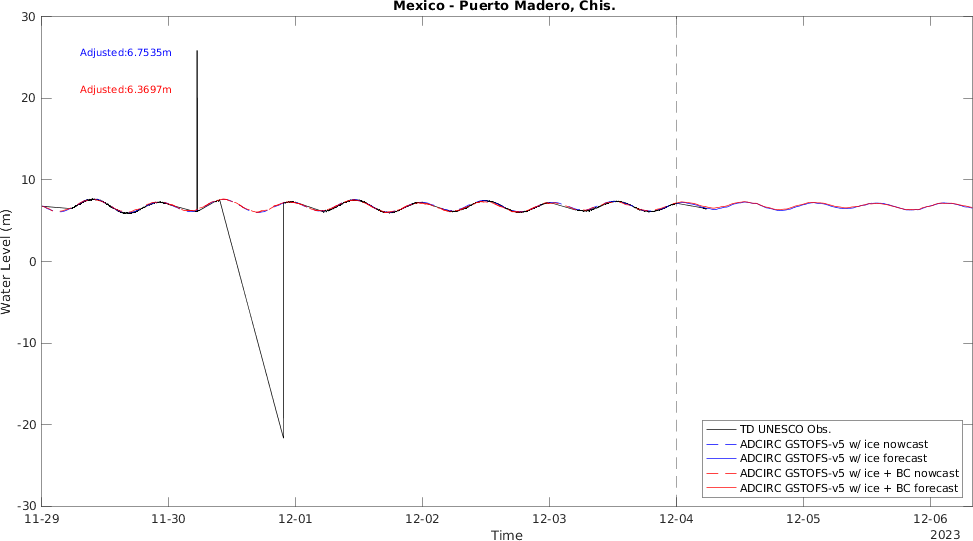 Mexico - Puerto Madero, Chis.
30
20
10
0
-10
-20
-30
Water Level (m)
Adjusted:6.7535m
Adjusted:6.3697m
TD UNESCO Obs.
ADCIRC GSTOFS-v5 w/ ice nowcast
ADCIRC GSTOFS-v5 w/ ice forecast
ADCIRC GSTOFS-v5 w/ ice + BC nowcast
ADCIRC GSTOFS-v5 w/ ice + BC forecast
11-29 11-30 12-01 12-02 12-03 12-04 12-05 12-06
Time
2023